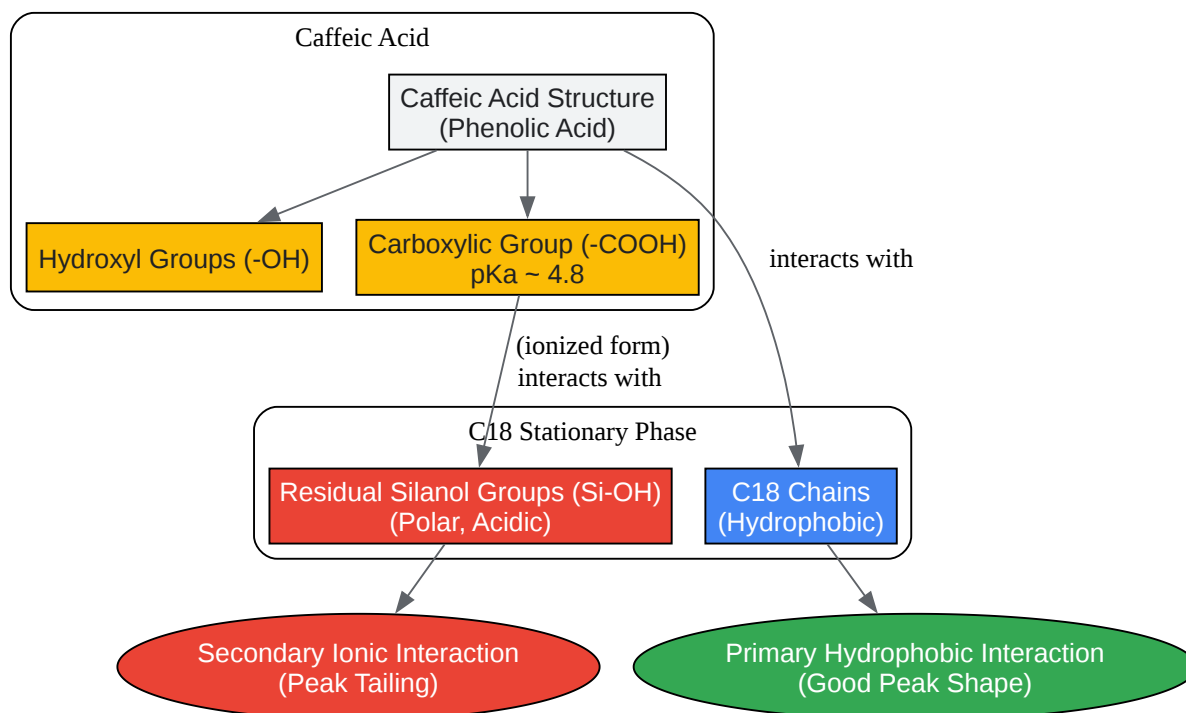 Caffeic Acid
Caffeic Acid Structure
(Phenolic Acid)
Hydroxyl Groups (-OH)
Carboxylic Group (-COOH)
pKa ~ 4.8
interacts with
(ionized form)
interacts with
C18 Stationary Phase
Residual Silanol Groups (Si-OH)
(Polar, Acidic)
C18 Chains
(Hydrophobic)
Secondary Ionic Interaction
(Peak Tailing)
Primary Hydrophobic Interaction
(Good Peak Shape)